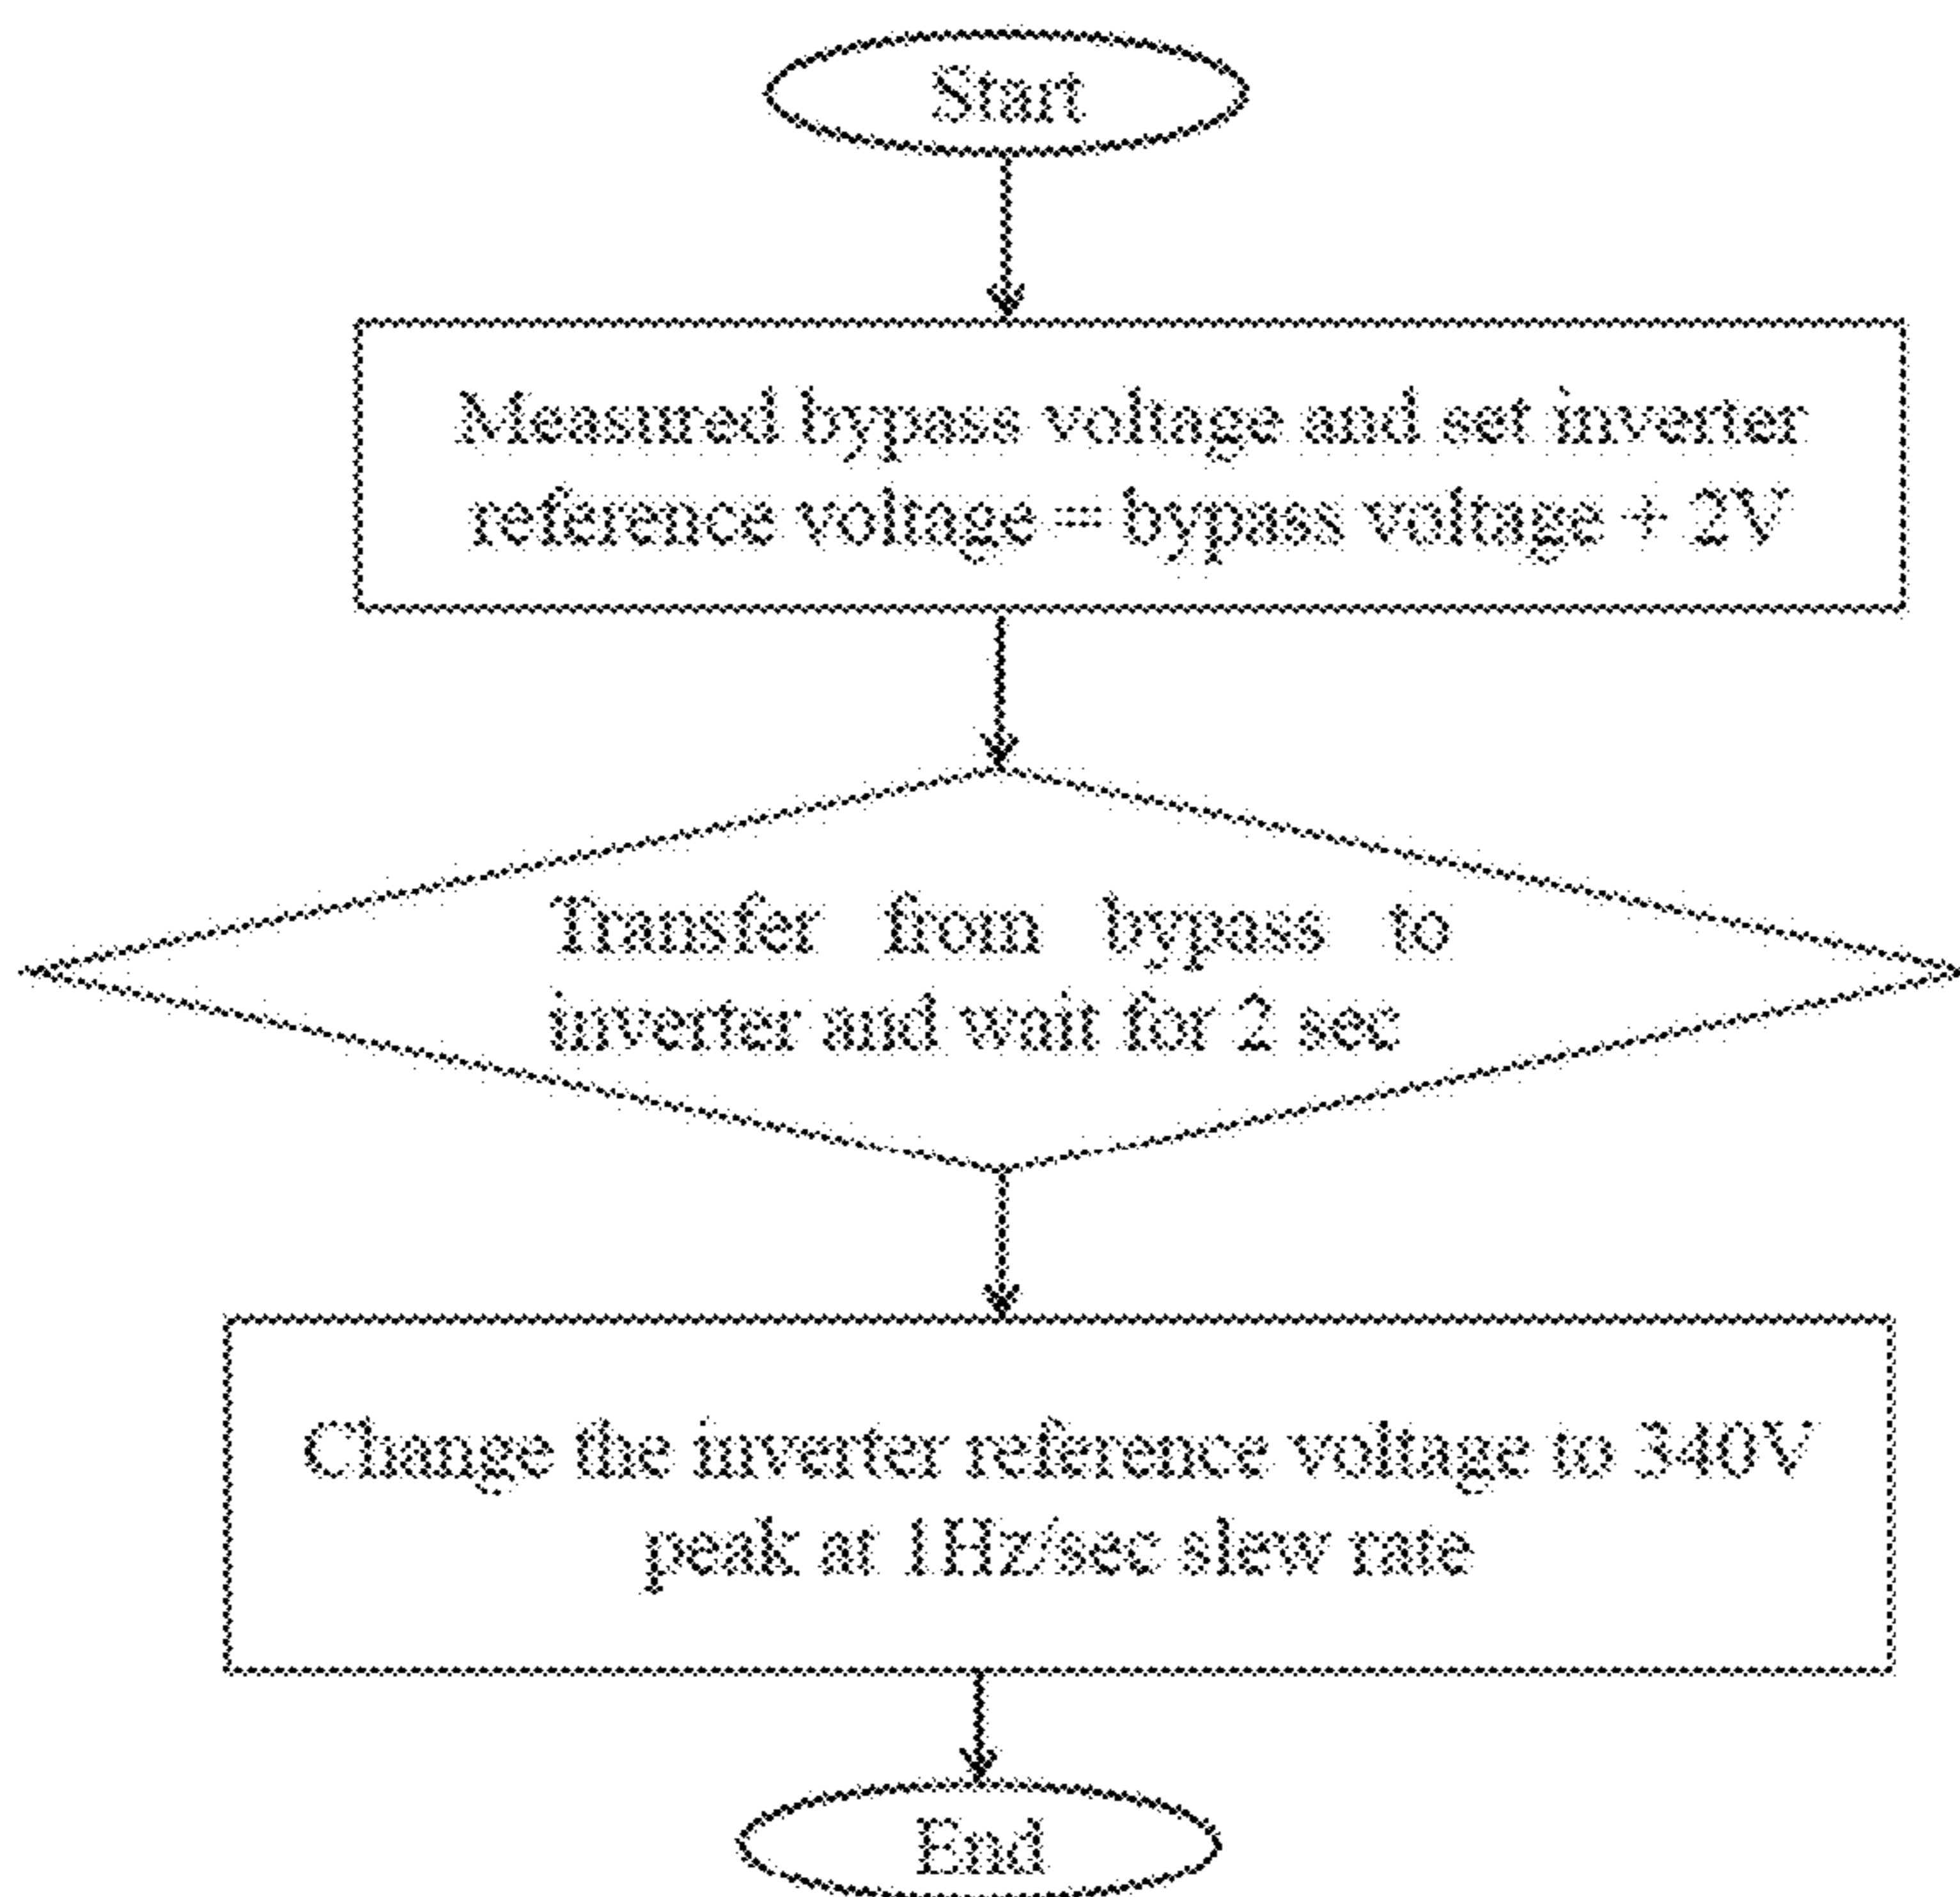 Start
Measured bypass voltage and set inverter
reference voltage = bypass voltage + 2V
Transfer from bypass to
inverter and wait for 2 sec
Change the inverter reference voltage to 340V
peak at 1Hz/sec slew rate
End